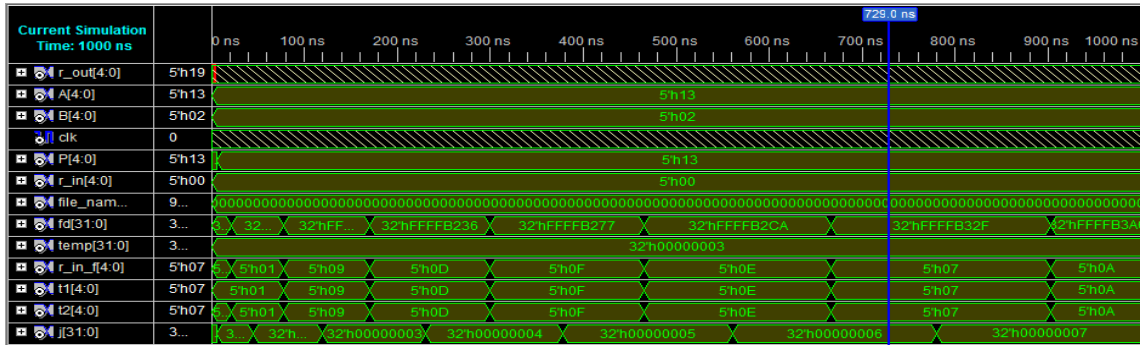 729.0 ns
Current Simulation
Time: 1000 ns
0 ns 100 ns 200 ns 300 ns 400 ns 500 ns 600 ns 700 ns 800 ns 900 ns 1000 ns
r_out[4:0] 5'h19
A[4:0] 5'h13 5'h13
B[4:0] 5'h02 5'h02
clk 0
P[4:0] 5'h13 5'h13
r_in[4:0] 5'h00 5'h00
file_nam... 9...
fd[31:0] 3... 3... 32... 32'hFF... 32'hFFFFB236 32'hFFFFB277 32'hFFFFB2CA 32'hFFFFB32F
temp[31:0] 3... 32'h00000003
r_in_f[4:0] 5'h07 5... 5'h01 5'h09 5'h0D 5'h0F 5'h0E 5'h07 5'h0A
t1[4:0] 5'h07 5'h01 5'h09 5'h0D 5'h0F 5'h0E 5'h07 5'h0A
t2[4:0] 5'h07 5... 5'h01 5'h09 5'h0D 5'h0F 5'h0E 5'h07 5'h0A
j[31:0] 3... 3... 32'h... 32'h00000003 32'h00000004 32'h00000005 32'h00000006 32'h00000007